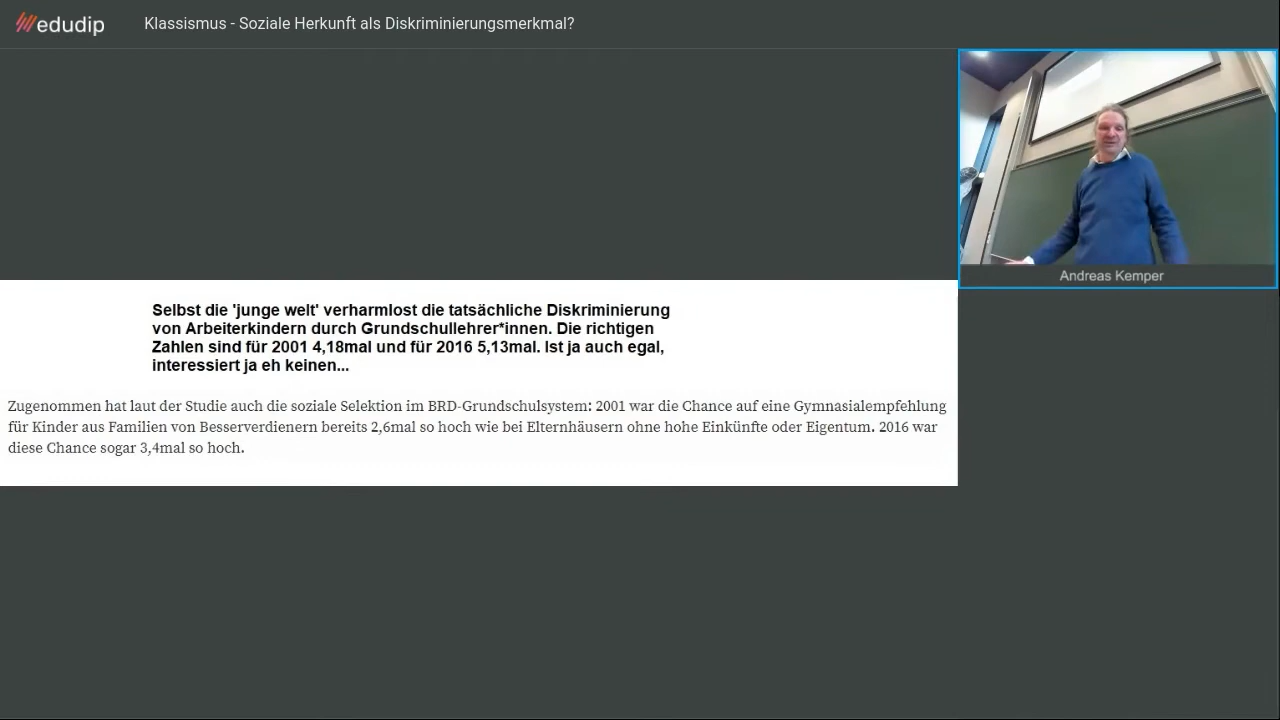 edudip
Klassismus - Soziale Herkunft als Diskriminierungsmerkmal?
Andreas Kemper
Selbst die 'junge welt' verharmlost die tatsächliche Diskriminierung
von Arbeiterkindern durch Grundschullehrer*innen. Die richtigen
Zahlen sind für 2001 4,18mal und für 2016 5,13mal. Ist ja auch egal,
interessiert ja eh keinen...
Zugenommen hat laut der Studie auch die soziale Selektion im BRD-Grundschulsystem: 2001 war die Chance auf eine Gymnasialempfehlung
für Kinder aus Familien von Besserverdienern bereits 2,6mal so hoch wie bei Elternhäusern ohne hohe Einkünfte oder Eigentum. 2016 war
diese Chance sogar 3,4mal so hoch.